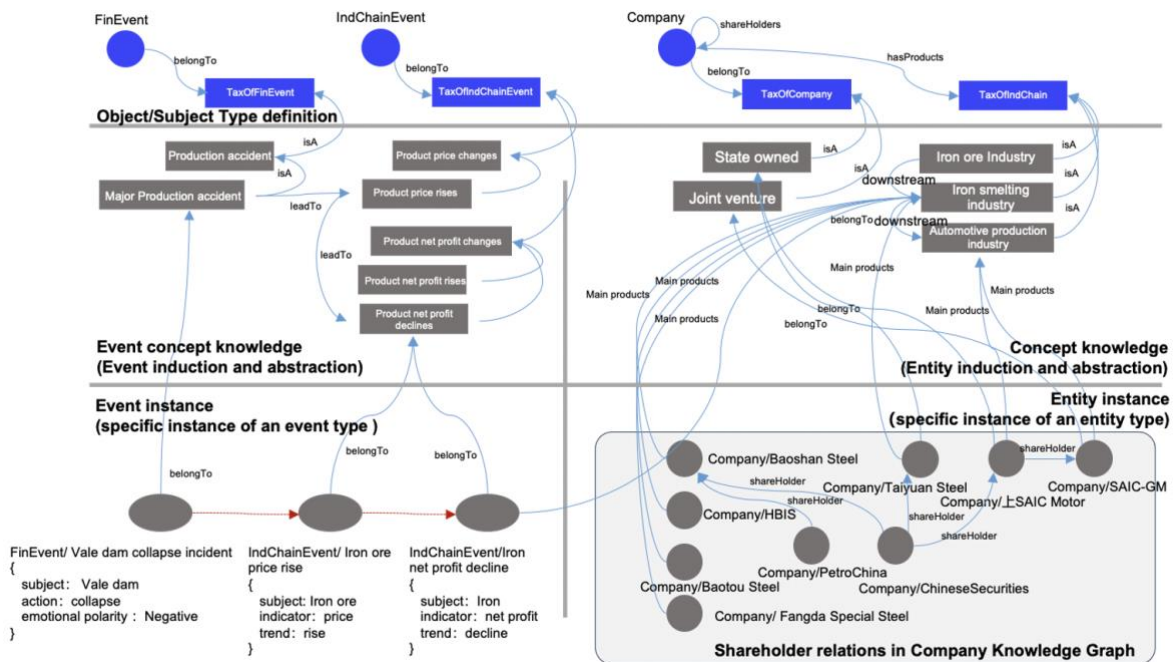 FinEvent
IndChainEvent
Company
shareHolders
belongTo
belongTo
belongTo
hasProducts
TaxOfFinEvent
TaxOfIndChainEvent
TaxOfCompany
TaxOfIndChain
Object/Subject Type definition
isA
Production accident
isA
Major Production accident
leadTo
leadTo
Product price changes
Product price rises
Product net profit changes
Product net profit rises
Product net profit
declines
State owned
isA
Joint venture
isA
Iron ore Industry
isA
downstream
Iron smelting
industry
isA
belongTo
downstream
Automotive production
industry
isA
Main products
Main products
Main products
Main products
Main products
Main products
Main products
belongTo
belongTo
Event concept knowledge
(Event induction and abstraction)
Concept knowledge
(Entity induction and abstraction)
Event instance
(specific instance of an event type )
Entity instance
(specific instance of an entity type)
belongTo
belongTo
belongTo
FinEvent/ Vale dam collapse incident
{
subject: Vale dam
action: collapse
emotional polarity : Negative
}
IndChainEvent/ Iron ore
price rise
{
subject: Iron ore
indicator: price
trend: rise
}
IndChainEvent/Iron
net profit decline
{
subject: Iron
indicator: net profit
trend: decline
}
Company/Baoshan Steel
shareHolder
shareHolder
Company/Taiyuan Steel
shareHolder
Company/上SAIC Motor
shareHolder
Company/SAIC-GM
Company/HBIS
shareHolder
Company/PetroChina
Company/ChineseSecurities
Company/Baotou Steel
Company/ Fangda Special Steel
Shareholder relations in Company Knowledge Graph